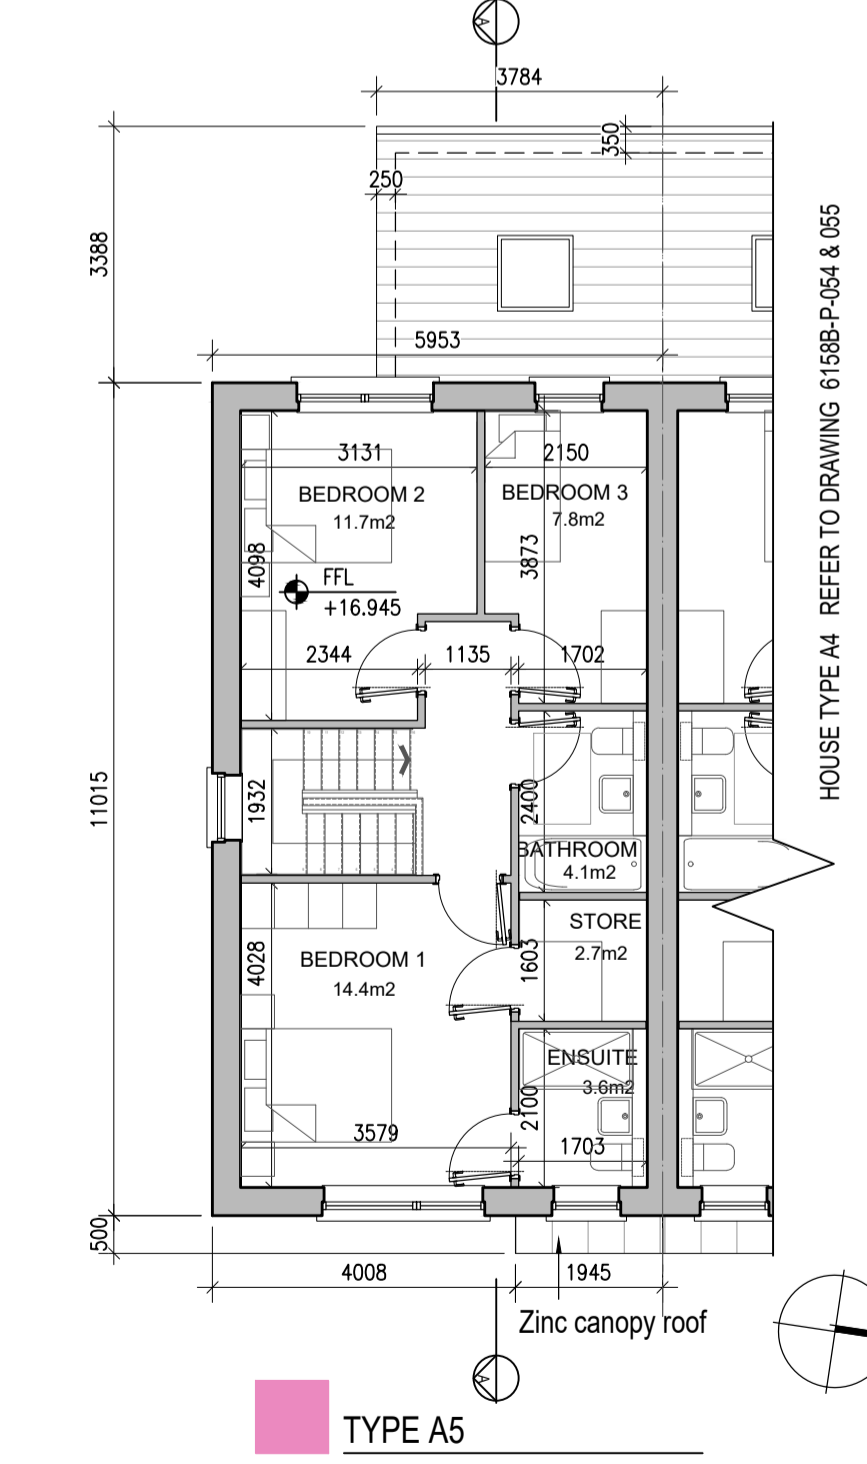 A
3784
350
250
3388
5953
3131
2150
BEDROOM 2
11.7m2
BEDROOM 3
7.8m2
4098
3873
FFL
+16.945
2344
1135
1702
11015
1932
2400
BATHROOM
4.1m2
STORE
2.7m2
1603
4028
BEDROOM 1
14.4m2
ENSUITE
3.6m2
2100
3579
1703
500
4008
1945
Zinc canopy roof
A
TYPE A5
HOUSE TYPE A4 REFER TO DRAWING 6158B-P-054 & 055